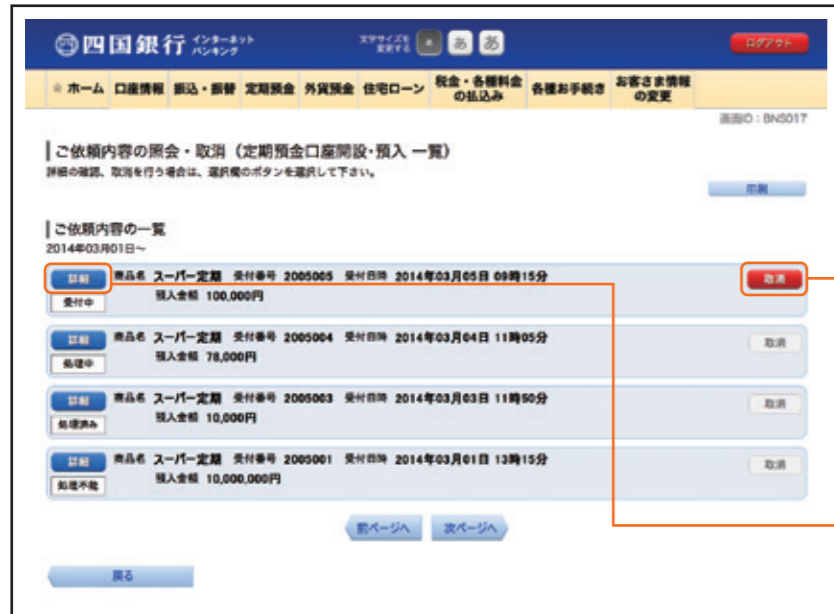 四国銀行 インターネットバンキング 文字サイズを変更する あ あ ログアウト
ホーム 口座情報 振込・振替 定期預金 外貨預金 住宅ローン 税金・各種料金の払込み 各種お手続き お客さま情報の変更
画面ID：BNS017
ご依頼内容の照会・取消（定期預金口座開設・預入 一覧）
詳細の確認、取消を行う場合は、選択欄のボタンを選択して下さい。
印刷
ご依頼内容の一覧
2014年03月01日～
詳細 商品名 スーパー定期 受付番号 2005005 受付日時 2014年03月05日 09時15分 取消
受付中 預入金額 100,000円
詳細 商品名 スーパー定期 受付番号 2005004 受付日時 2014年03月04日 11時05分 取消
処理中 預入金額 78,000円
詳細 商品名 スーパー定期 受付番号 2005003 受付日時 2014年03月03日 11時50分 取消
処理済み 預入金額 10,000円
詳細 商品名 スーパー定期 受付番号 2005001 受付日時 2014年03月01日 13時15分 取消
処理不能 預入金額 10,000,000円
前ページへ 次ページへ
戻る